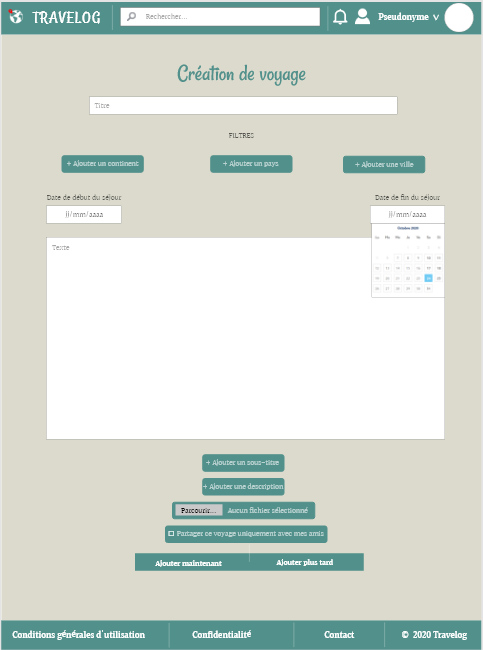 TRAVELOG
Rechercher...
Pseudonyme
Création de voyage
Titre
FILTRES
+ Ajouter un continent
+ Ajouter un pays
+ Ajouter une ville
Date de début du séjour
Date de fin du séjour
jj/mm/aaaa
jj/mm/aaaa
Texte
+ Ajouter un sous-titre
+ Ajouter une description
Parcourir... Aucun fichier sélectionné
Partager ce voyage uniquement avec mes amis
Ajouter maintenant
Ajouter plus tard
Conditions générales d'utilisation
Confidentialité
Contact
© 2020 Travelog